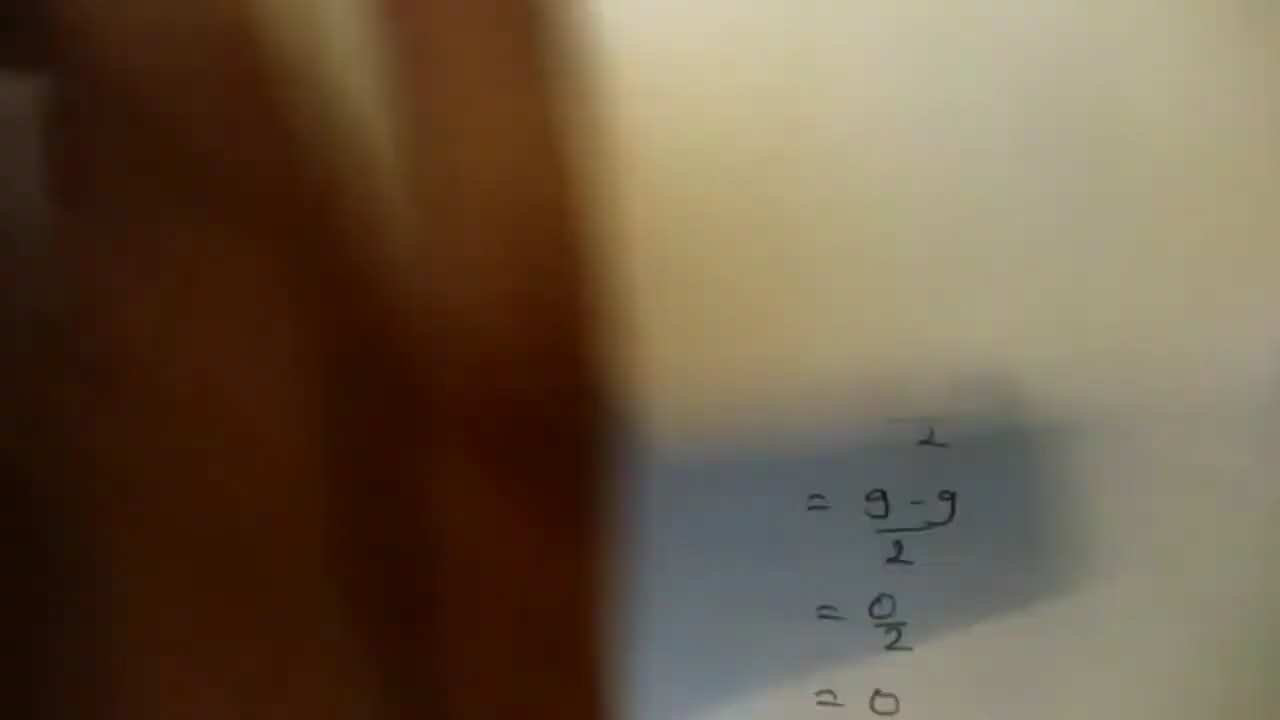 2
= 9 - 9
2
= 0/2
= 0